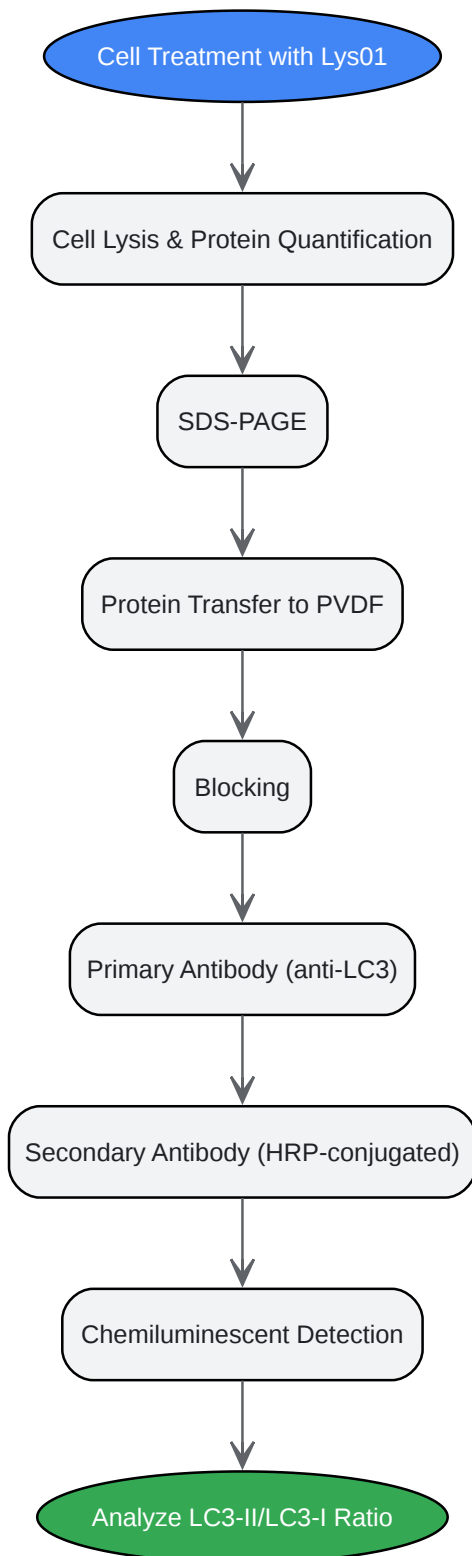 Cell Treatment with Lys01
Cell Lysis & Protein Quantification
SDS-PAGE
Protein Transfer to PVDF
Blocking
Primary Antibody (anti-LC3)
Secondary Antibody (HRP-conjugated)
Chemiluminescent Detection
Analyze LC3-II/LC3-I Ratio